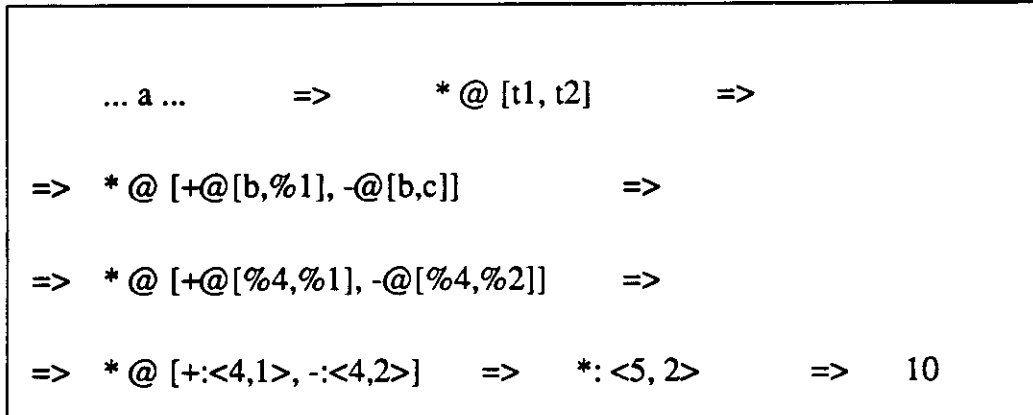 ... a ... => * @ [t1, t2] =>
=> * @ [+@[b,%1], -@[b,c]] =>
=> * @ [+@[%4,%1], -@[%4,%2]] =>
=> * @ [+:<4,1>, -:<4,2>] => *: <5, 2> => 10